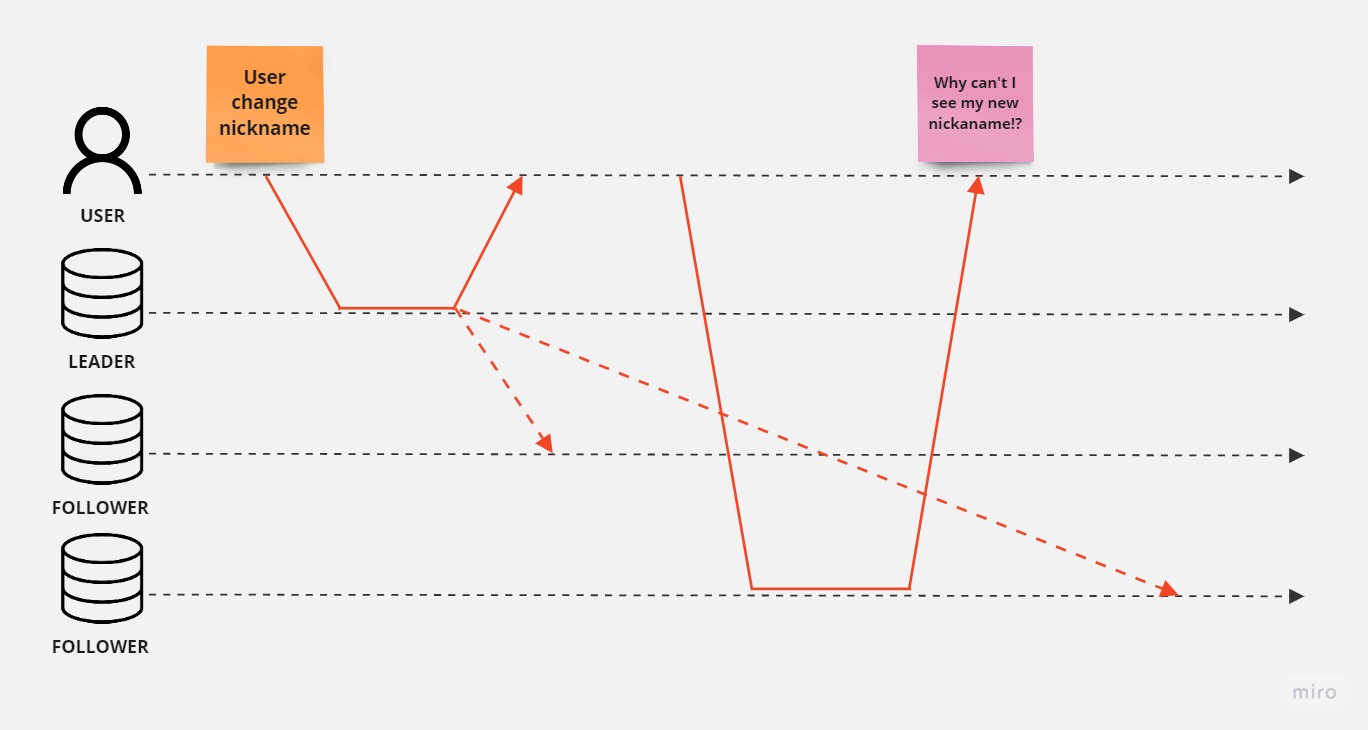 User
change
nickname
Why can't I
see my new
nickaname!?
USER
LEADER
FOLLOWER
FOLLOWER
miro